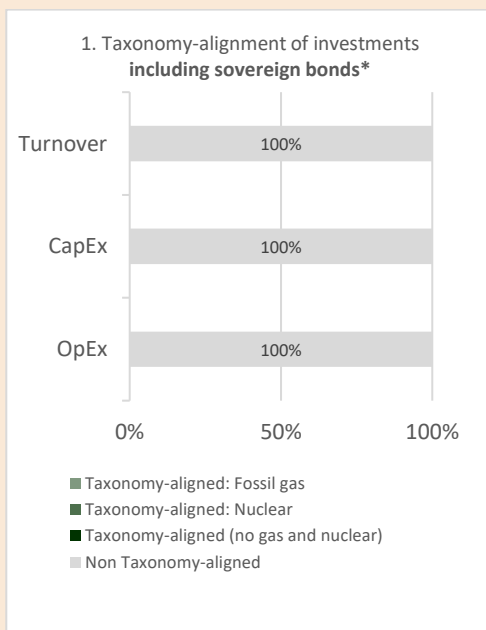 1. Taxonomy-alignment of investments
including sovereign bonds*
Turnover
100%
CapEx
100%
OpEx
100%
0%
50%
100%
Taxonomy-aligned: Fossil gas
Taxonomy-aligned: Nuclear
Taxonomy-aligned (no gas and nuclear)
Non Taxonomy-aligned